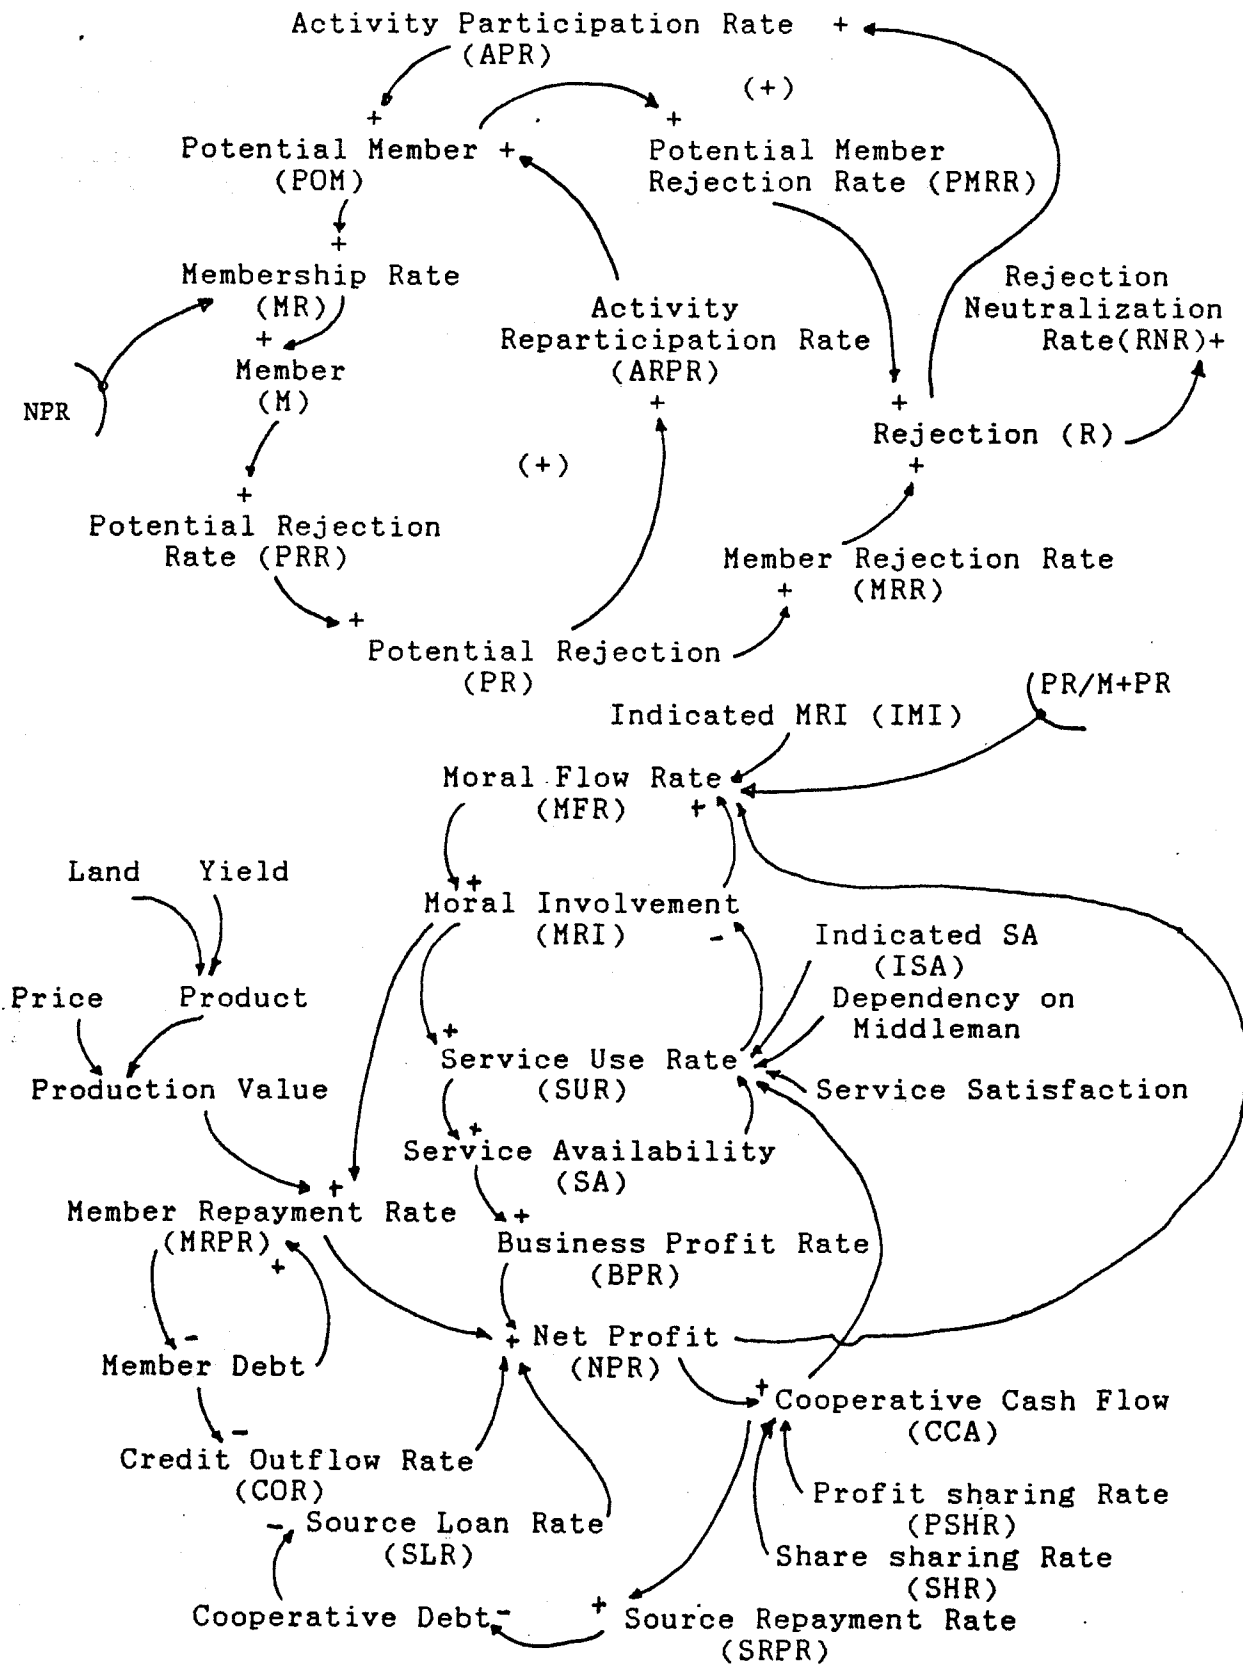 Activity Participation Rate +
(APR)
(+)
+
+
Potential Member +
(POM)
Potential Member
Rejection Rate (PMRR)
+
Membership Rate
(MR)
Rejection
Neutralization
Rate(RNR)+
Activity
Reparticipation Rate
(ARPR)
+
+
Member
(M)
NPR
+
Rejection (R)
+
(+)
+
Potential Rejection
Rate (PRR)
Member Rejection Rate
+ (MRR)
+
Potential Rejection
(PR)
(PR/M+PR
Indicated MRI (IMI)
Moral Flow Rate
(MFR) +
Land Yield
+
Moral Involvement
(MRI) -
Indicated SA
(ISA)
Price Product
Dependency on
Middleman
+
Service Use Rate
(SUR)
Production Value
Service Satisfaction
+
Service Availability
(SA)
+
Member Repayment Rate
(MRPR)
+
+
Business Profit Rate
(BPR)
-
+ Net Profit
(NPR)
Member Debt
+
Cooperative Cash Flow
(CCA)
-
Credit Outflow Rate
(COR)
Profit sharing Rate
(PSHR)
- Source Loan Rate
(SLR)
Share sharing Rate
(SHR)
Cooperative Debt-
+
Source Repayment Rate
(SRPR)